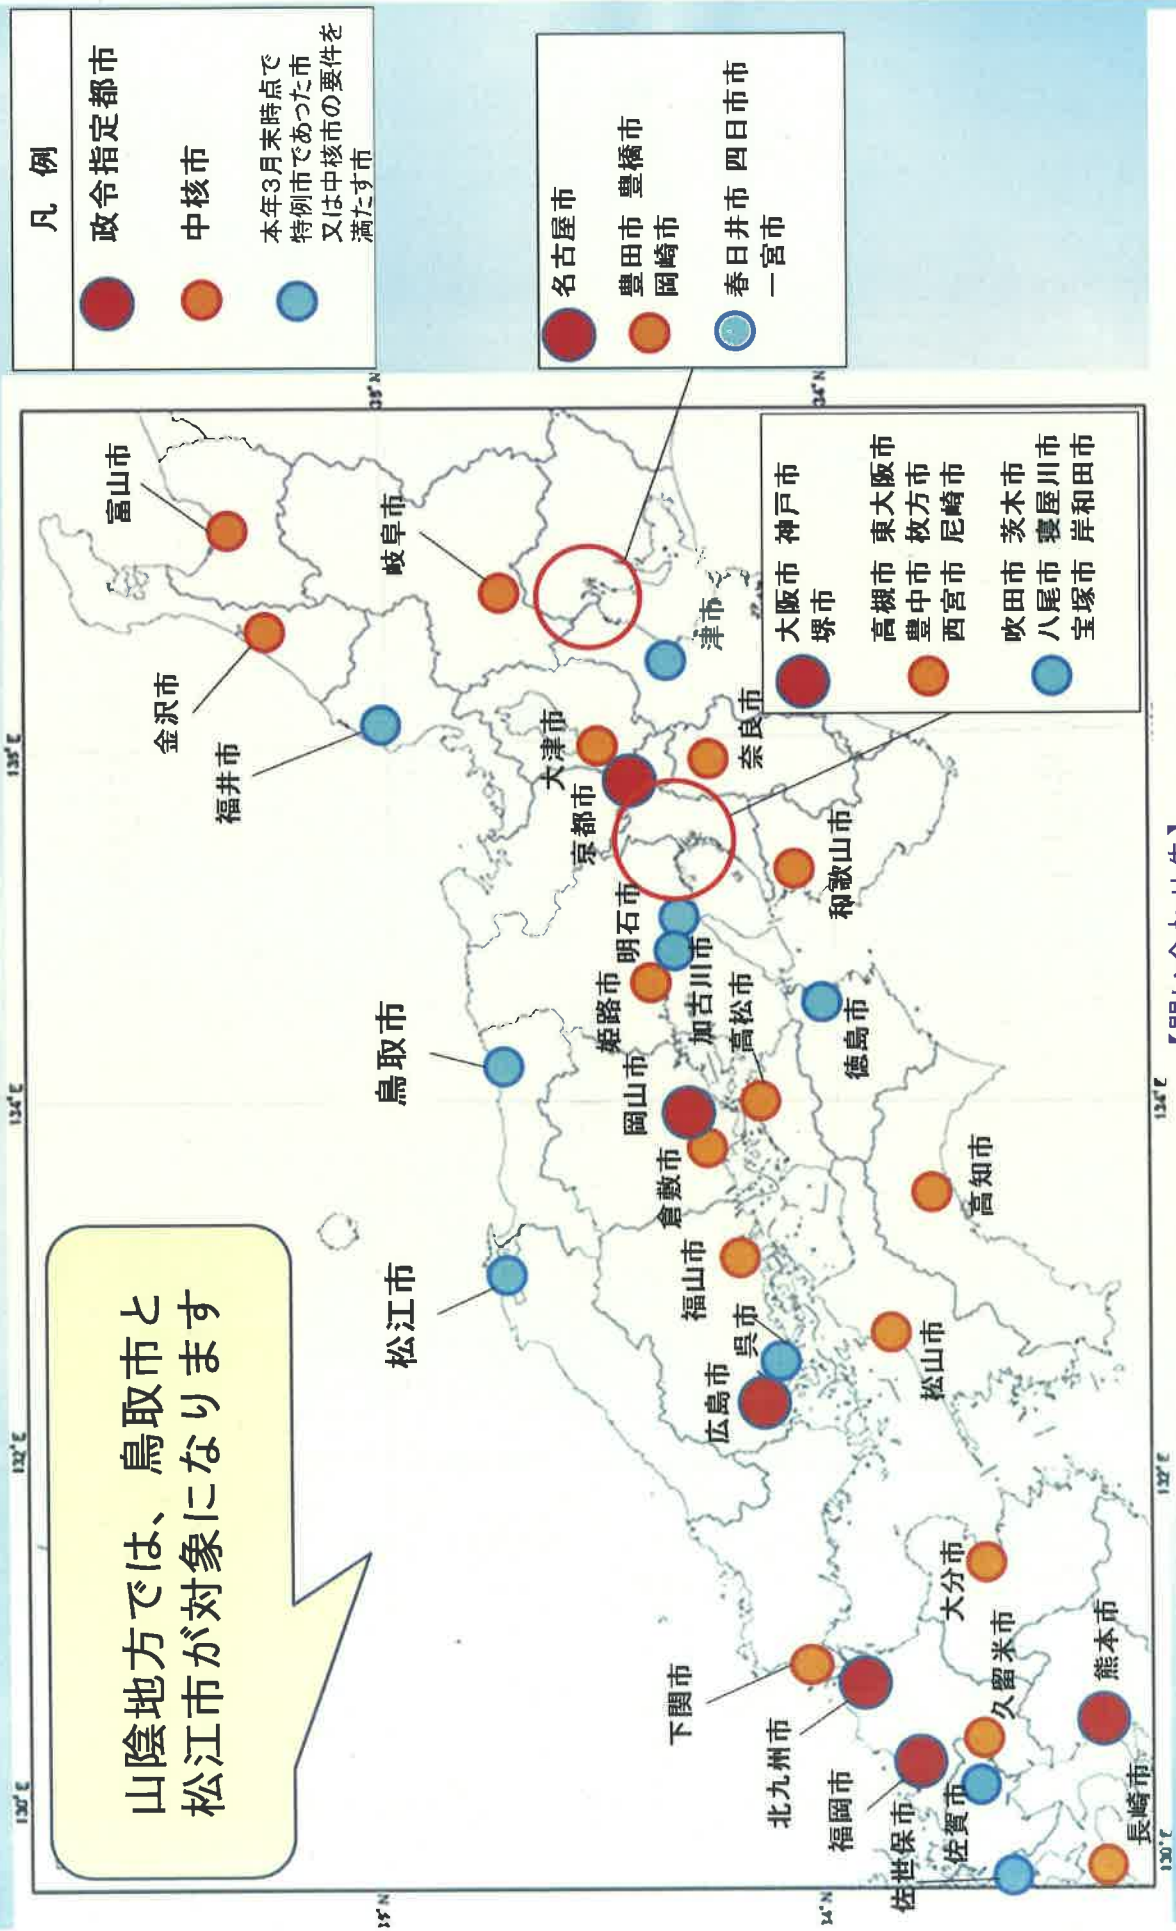 山陰地方では、鳥取市と
松江市が対象になります
凡　例
政令指定都市
中核市
本年3月末時点で
特例市であった市
又は中核市の要件を
満たす市
名古屋市
豊田市 豊橋市
岡崎市
春日井市 四日市市
一宮市
大阪市 神戸市
堺市
高槻市 東大阪市
豊中市 枚方市
西宮市 尼崎市
吹田市 茨木市
八尾市 寝屋川市
宝塚市 岸和田市
130°E
132°E
134°E
135°E
富山市
金沢市
福井市
岐阜市
津市
大津市
京都市
奈良市
和歌山市
明石市
姫路市
加古川市
高松市
徳島市
鳥取市
岡山市
倉敷市
高知市
松江市
福山市
呉市
広島市
松山市
大分市
下関市
北九州市
福岡市
久留米市
熊本市
佐賀市
佐世保市
長崎市
34°N
34°N
130°E
132°E
134°E